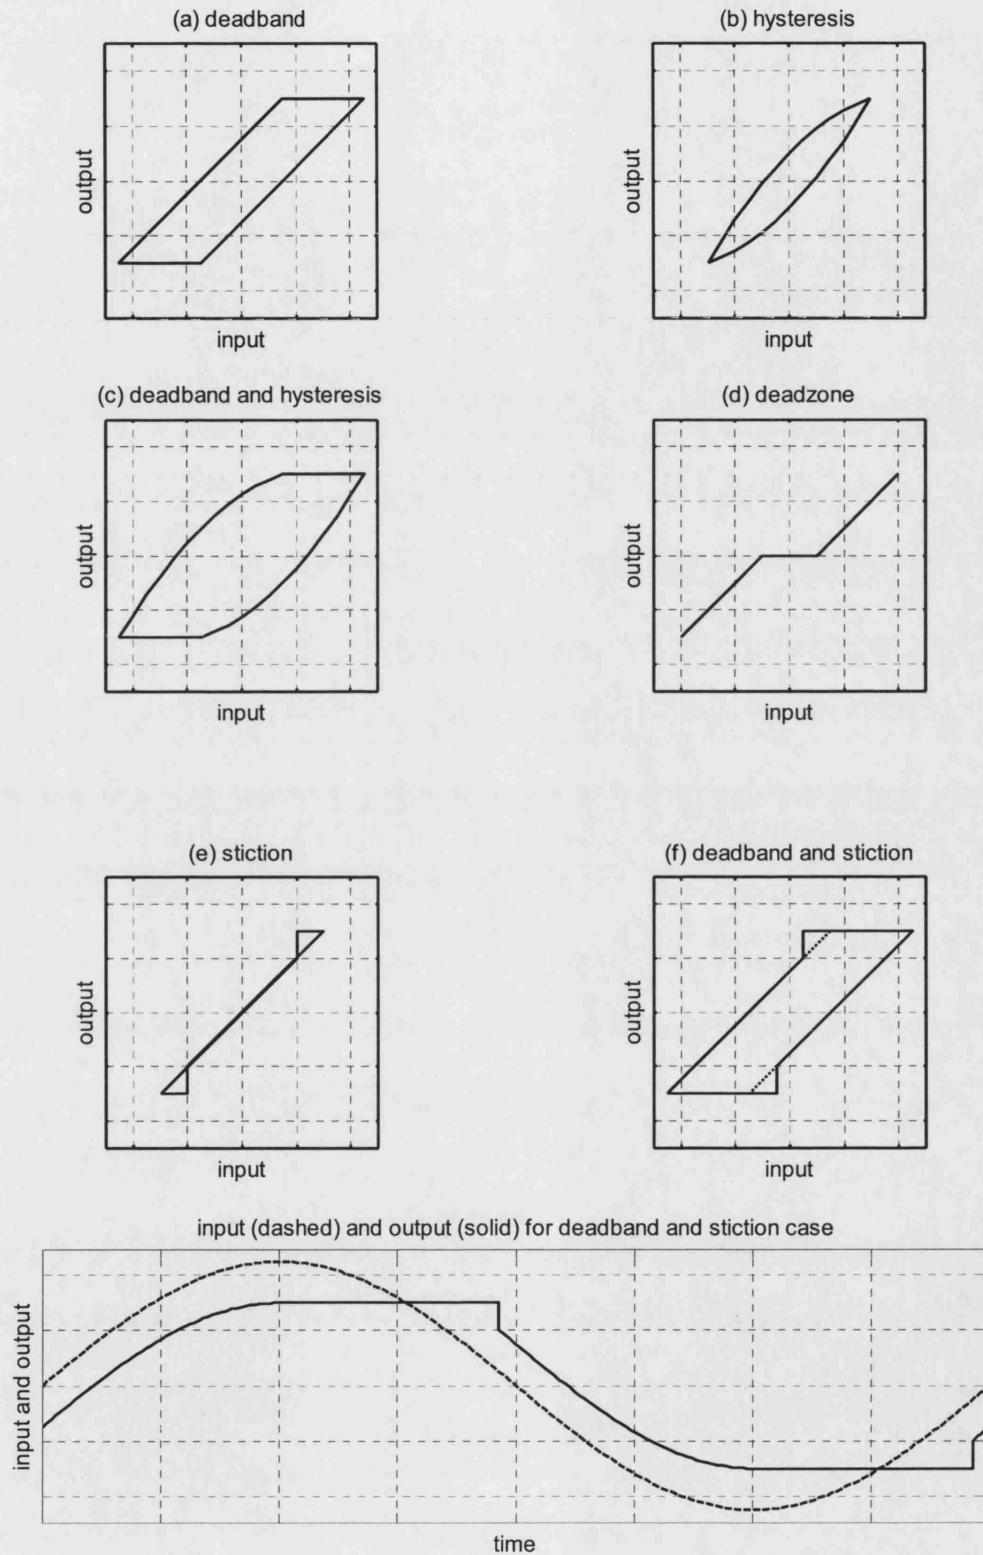 (a) deadband
(b) hysteresis
output
input
output
input
(c) deadband and hysteresis
(d) deadzone
output
input
output
input
(e) stiction
(f) deadband and stiction
output
input
output
input
input (dashed) and output (solid) for deadband and stiction case
input and output
time